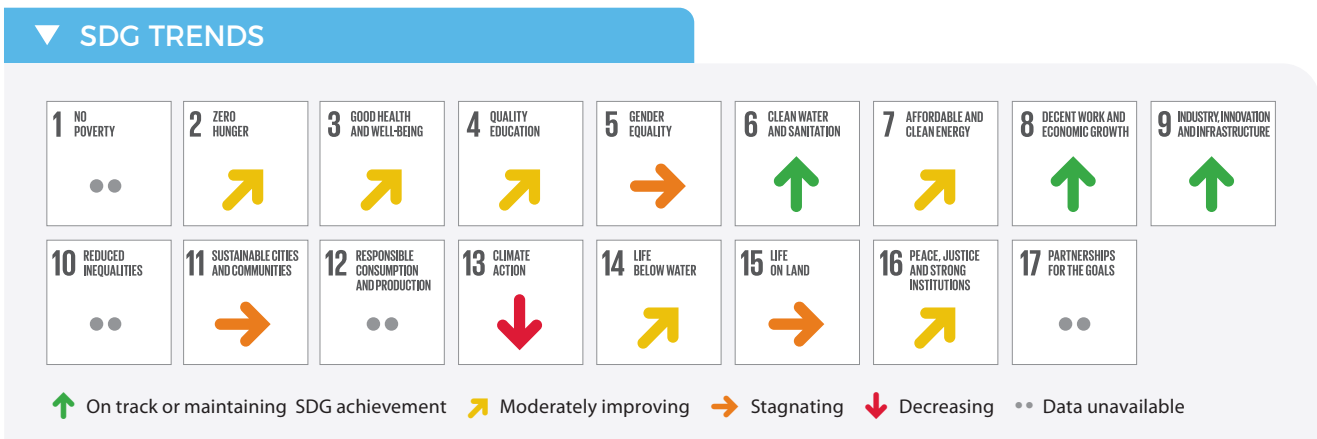 SDG TRENDS
1 NO
POVERTY
2 ZERO
HUNGER
3 GOOD HEALTH
AND WELL-BEING
4 QUALITY
EDUCATION
5 GENDER
EQUALITY
6 CLEAN WATER
AND SANITATION
7 AFFORDABLE AND
CLEAN ENERGY
8 DECENT WORK AND
ECONOMIC GROWTH
9 INDUSTRY, INNOVATION
AND INFRASTRUCTURE
10 REDUCED
INEQUALITIES
11 SUSTAINABLE CITIES
AND COMMUNITIES
12 RESPONSIBLE
CONSUMPTION
AND PRODUCTION
13 CLIMATE
ACTION
14 LIFE
BELOW WATER
15 LIFE
ON LAND
16 PEACE, JUSTICE
AND STRONG
INSTITUTIONS
17 PARTNERSHIPS
FOR THE GOALS
On track or maintaining SDG achievement Moderately improving Stagnating Decreasing Data unavailable